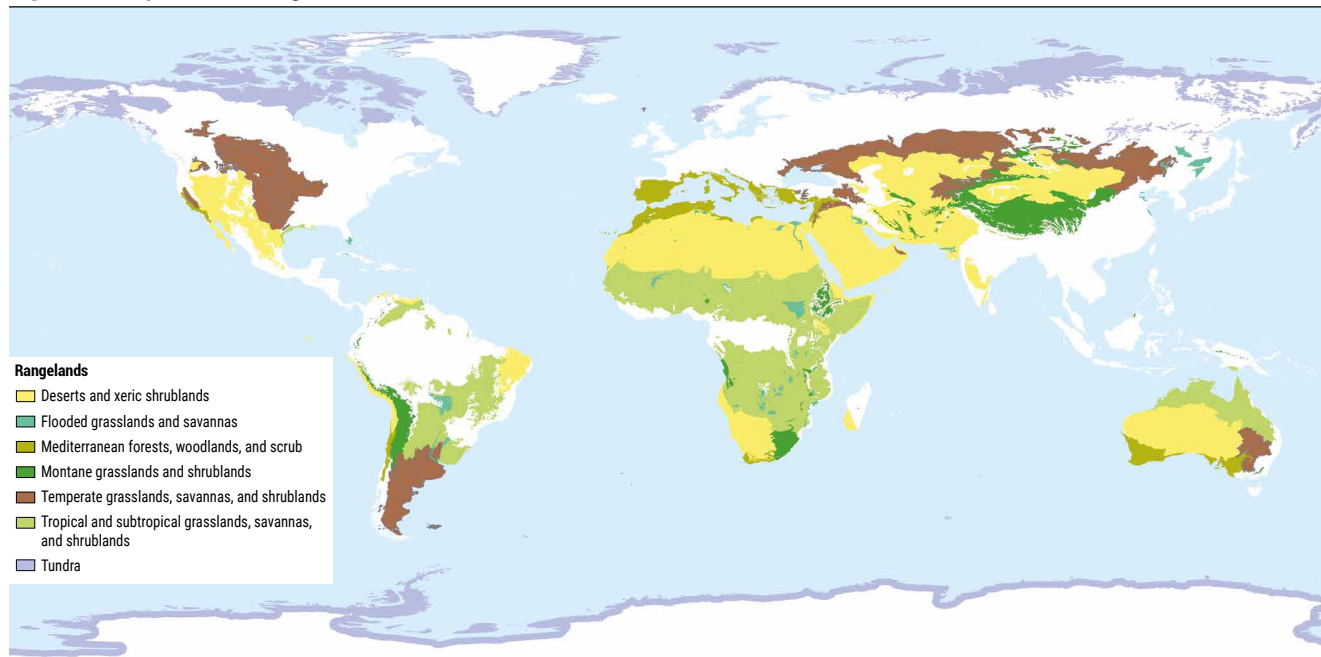 Rangelands
Deserts and xeric shrublands
Flooded grasslands and savannas
Mediterranean forests, woodlands, and scrub
Montane grasslands and shrublands
Temperate grasslands, savannas, and shrublands
Tropical and subtropical grasslands, savannas,
and shrublands
Tundra